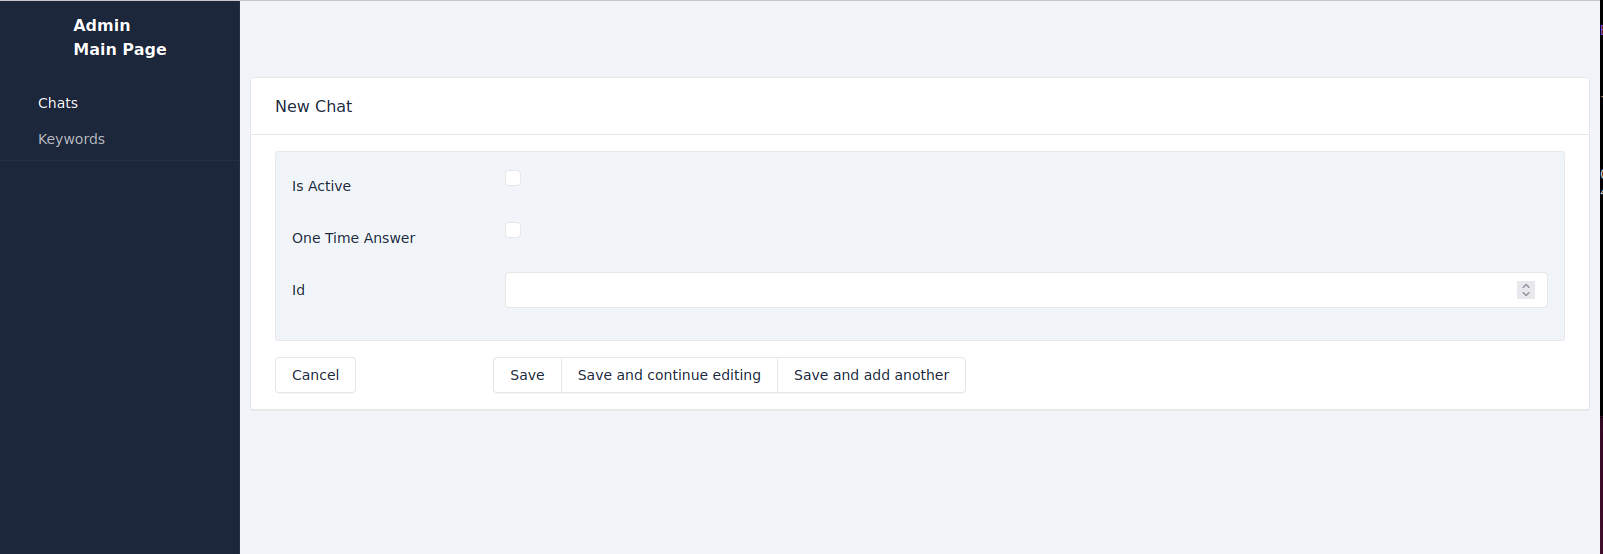 Admin
Main Page
Chats
Keywords
New Chat
Is Active
One Time Answer
Id
Cancel
Save
Save and continue editing
Save and add another